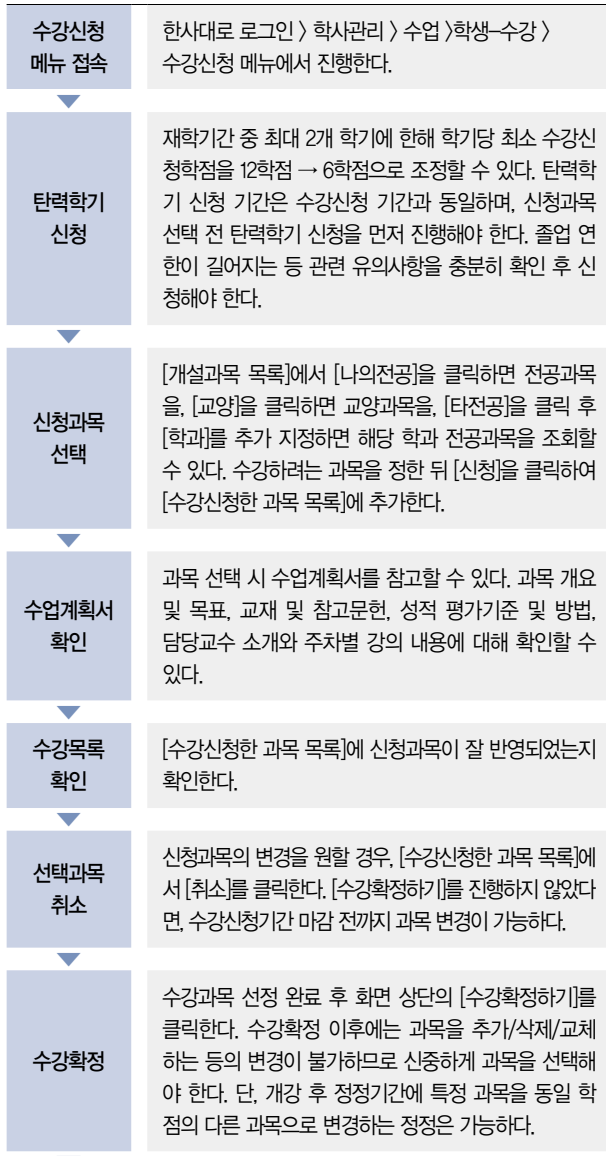 수강신청
메뉴 접속
한사대로 로그인 〉 학사관리 〉 수업 〉학생-수강 〉
수강신청 메뉴에서 진행한다.
탄력학기
신청
재학기간 중 최대 2개 학기에 한해 학기당 최소 수강신
청학점을 12학점 → 6학점으로 조정할 수 있다. 탄력학
기 신청 기간은 수강신청 기간과 동일하며, 신청과목
선택 전 탄력학기 신청을 먼저 진행해야 한다. 졸업 연
한이 길어지는 등 관련 유의사항을 충분히 확인 후 신
청해야 한다.
신청과목
선택
[개설과목 목록]에서 [나의전공]을 클릭하면 전공과목
을, [교양]을 클릭하면 교양과목을, [타전공]을 클릭 후
[학과]를 추가 지정하면 해당 학과 전공과목을 조회할
수 있다. 수강하려는 과목을 정한 뒤 [신청]을 클릭하여
[수강신청한 과목 목록]에 추가한다.
수업계획서
확인
과목 선택 시 수업계획서를 참고할 수 있다. 과목 개요
및 목표, 교재 및 참고문헌, 성적 평가기준 및 방법,
담당교수 소개와 주차별 강의 내용에 대해 확인할 수
있다.
수강목록
확인
[수강신청한 과목 목록]에 신청과목이 잘 반영되었는지
확인한다.
선택과목
취소
신청과목의 변경을 원할 경우, [수강신청한 과목 목록]에
서 [취소]를 클릭한다. [수강확정하기]를 진행하지 않았다
면, 수강신청기간 마감 전까지 과목 변경이 가능하다.
수강확정
수강과목 선정 완료 후 화면 상단의 [수강확정하기]를
클릭한다. 수강확정 이후에는 과목을 추가/삭제/교체
하는 등의 변경이 불가하므로 신중하게 과목을 선택해
야 한다. 단, 개강 후 정정기간에 특정 과목을 동일 학
점의 다른 과목으로 변경하는 정정은 가능하다.